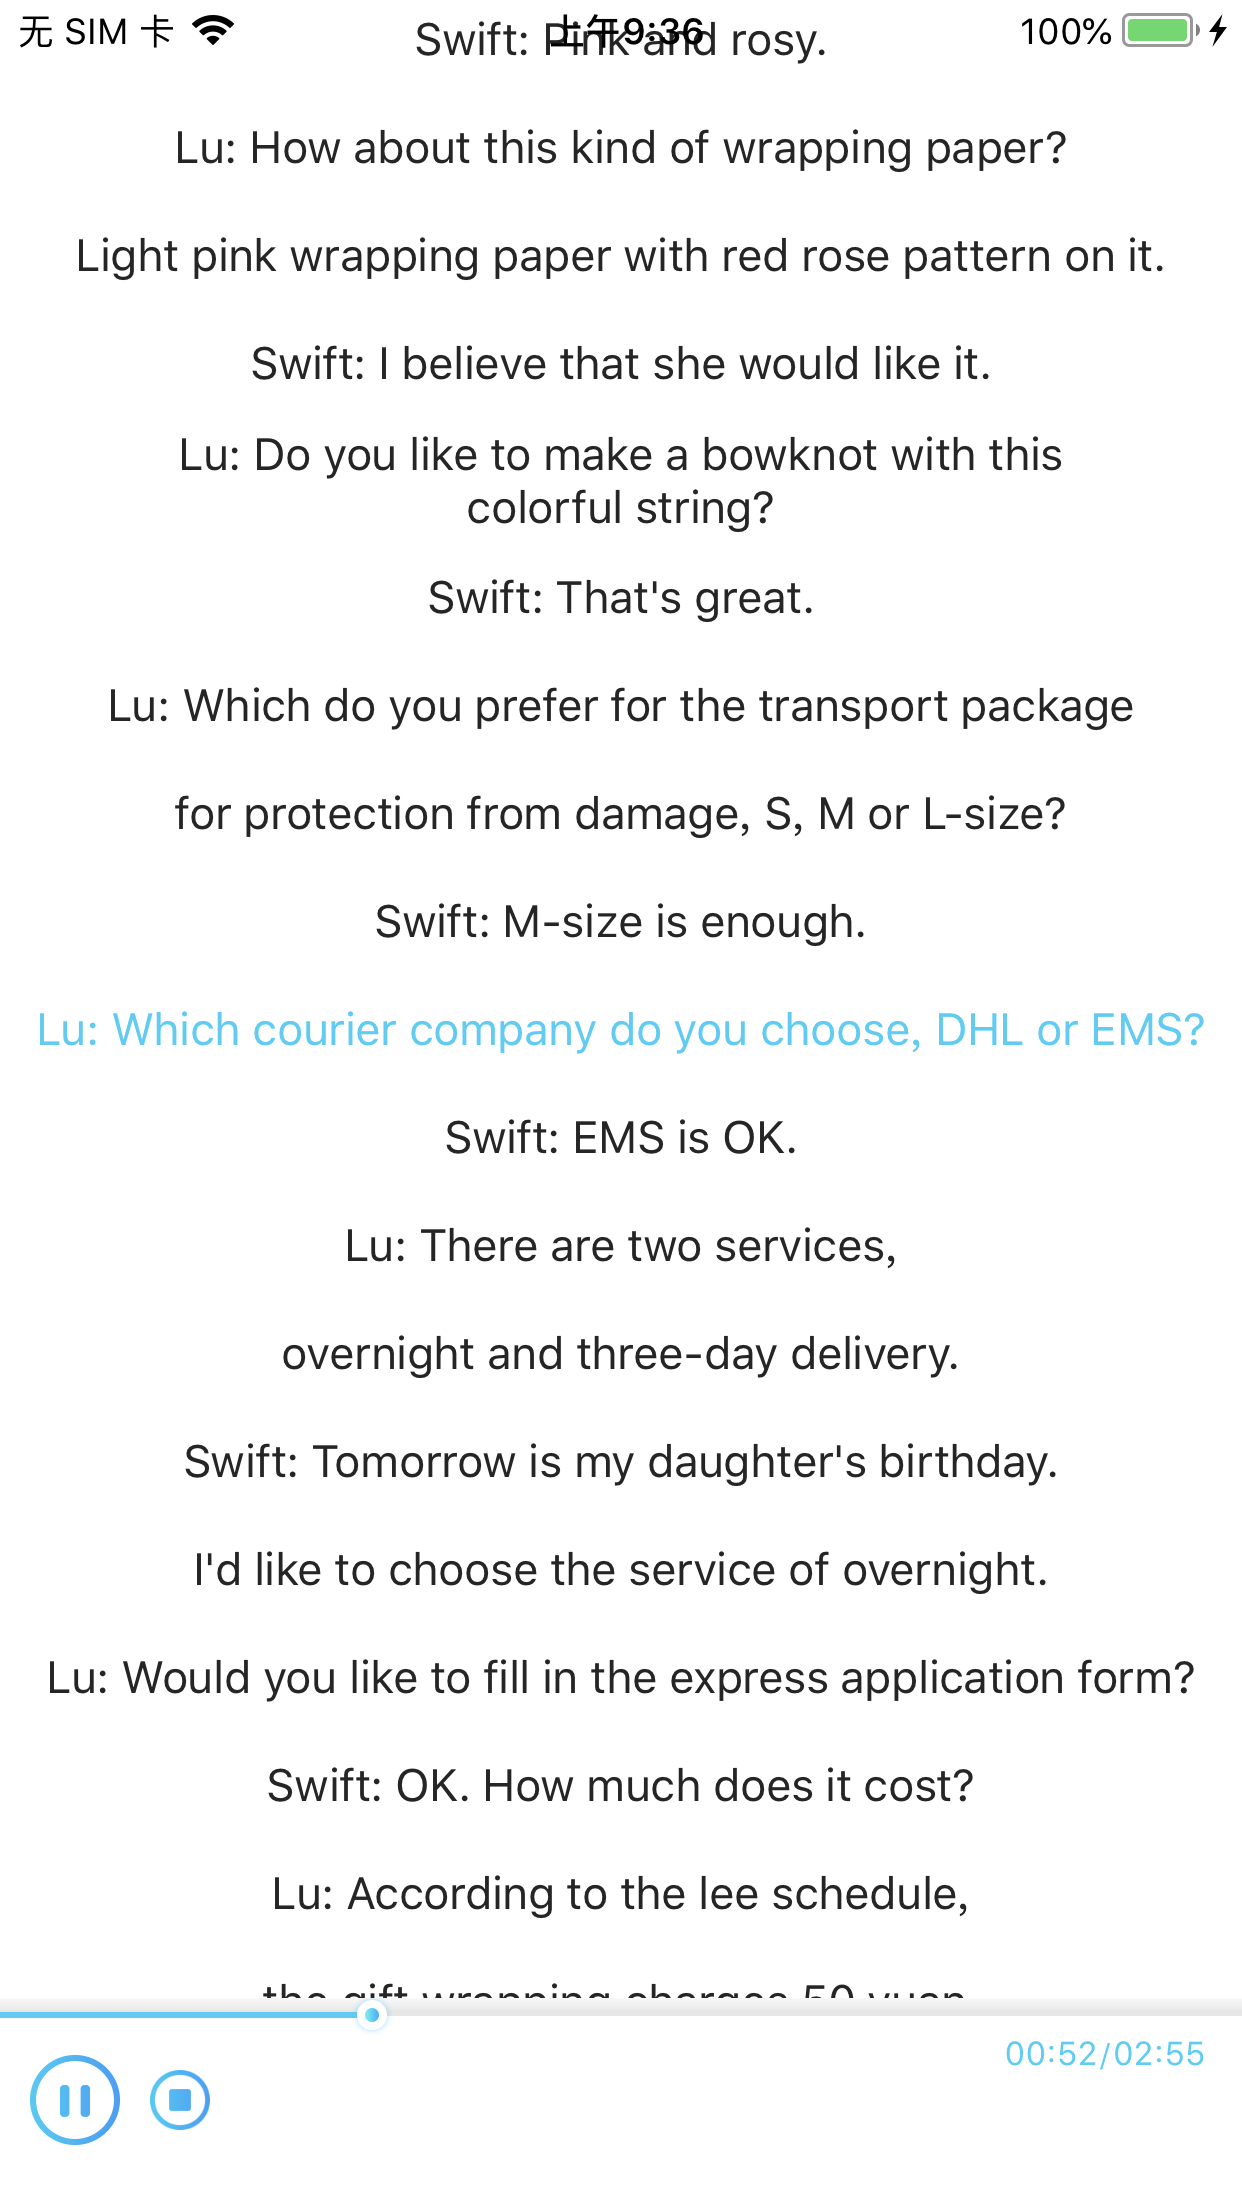 无 SIM 卡
上午9:36
100%
Swift: Pink and rosy.
Lu: How about this kind of wrapping paper?
Light pink wrapping paper with red rose pattern on it.
Swift: I believe that she would like it.
Lu: Do you like to make a bowknot with this
colorful string?
Swift: That's great.
Lu: Which do you prefer for the transport package
for protection from damage, S, M or L-size?
Swift: M-size is enough.
Lu: Which courier company do you choose, DHL or EMS?
Swift: EMS is OK.
Lu: There are two services,
overnight and three-day delivery.
Swift: Tomorrow is my daughter's birthday.
I'd like to choose the service of overnight.
Lu: Would you like to fill in the express application form?
Swift: OK. How much does it cost?
Lu: According to the lee schedule,
the gift wrapping charges 50 yuan
00:52/02:55